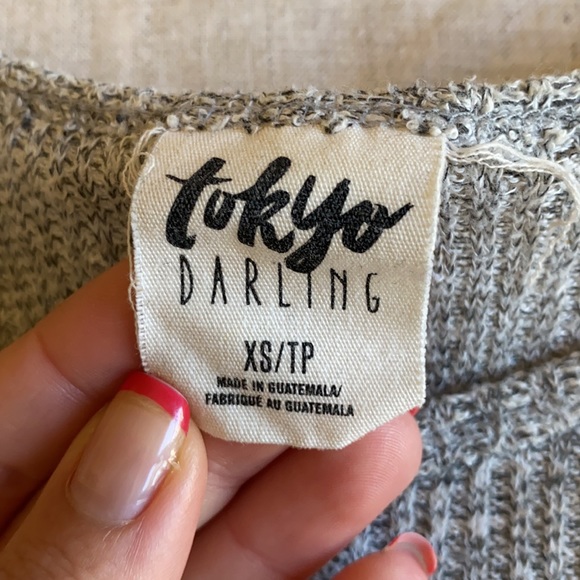 tokyo
DARLING
XS/TP
MADE IN GUATEMALA/
FABRIQUE AU GUATEMALA